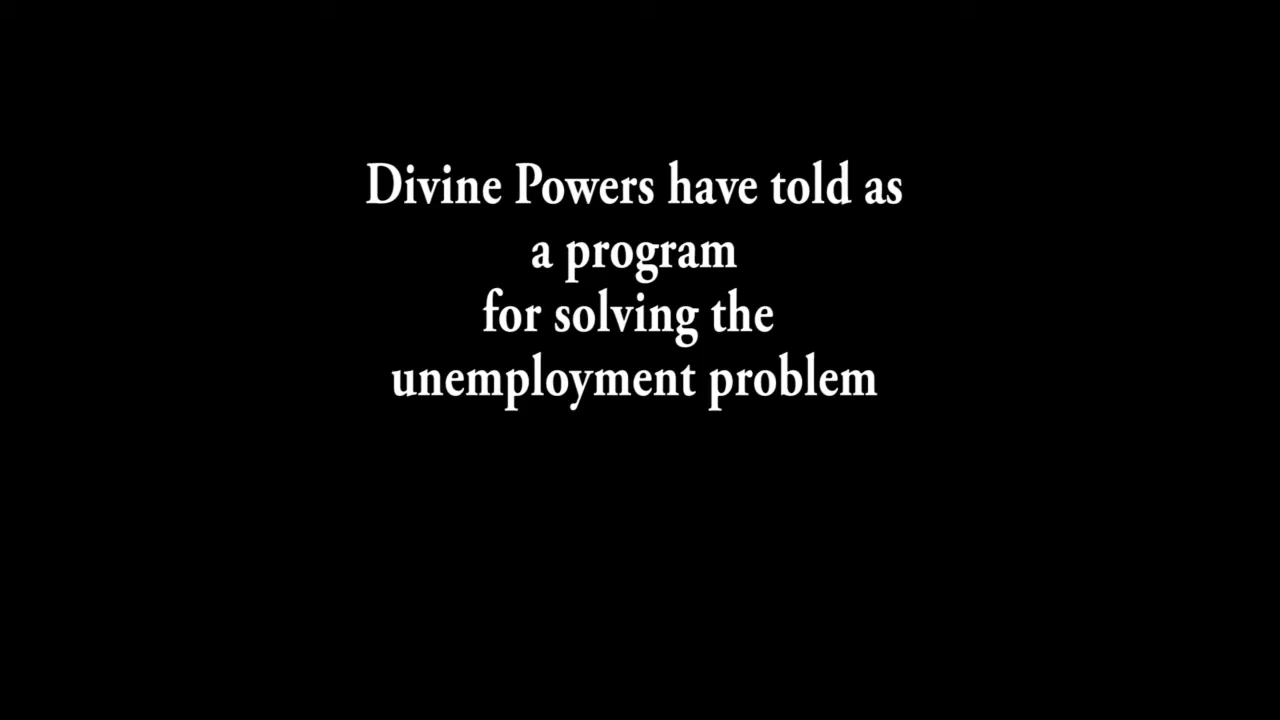 Divine Powers have told as
a program
for solving the
unemployment problem